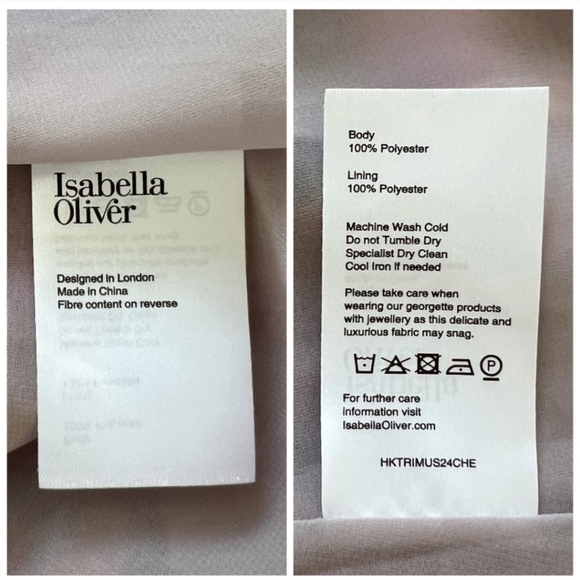 Isabella
Oliver
Designed in London
Made in China
Fibre content on reverse
Body
100% Polyester
Lining
100% Polyester
Machine Wash Cold
Do not Tumble Dry
Specialist Dry Clean
Cool Iron If needed
Please take care when
wearing our georgette products
with jewellery as this delicate and
luxurious fabric may snag.
P
For further care
information visit
IsabellaOliver.com
HKTRIMUS24CHE